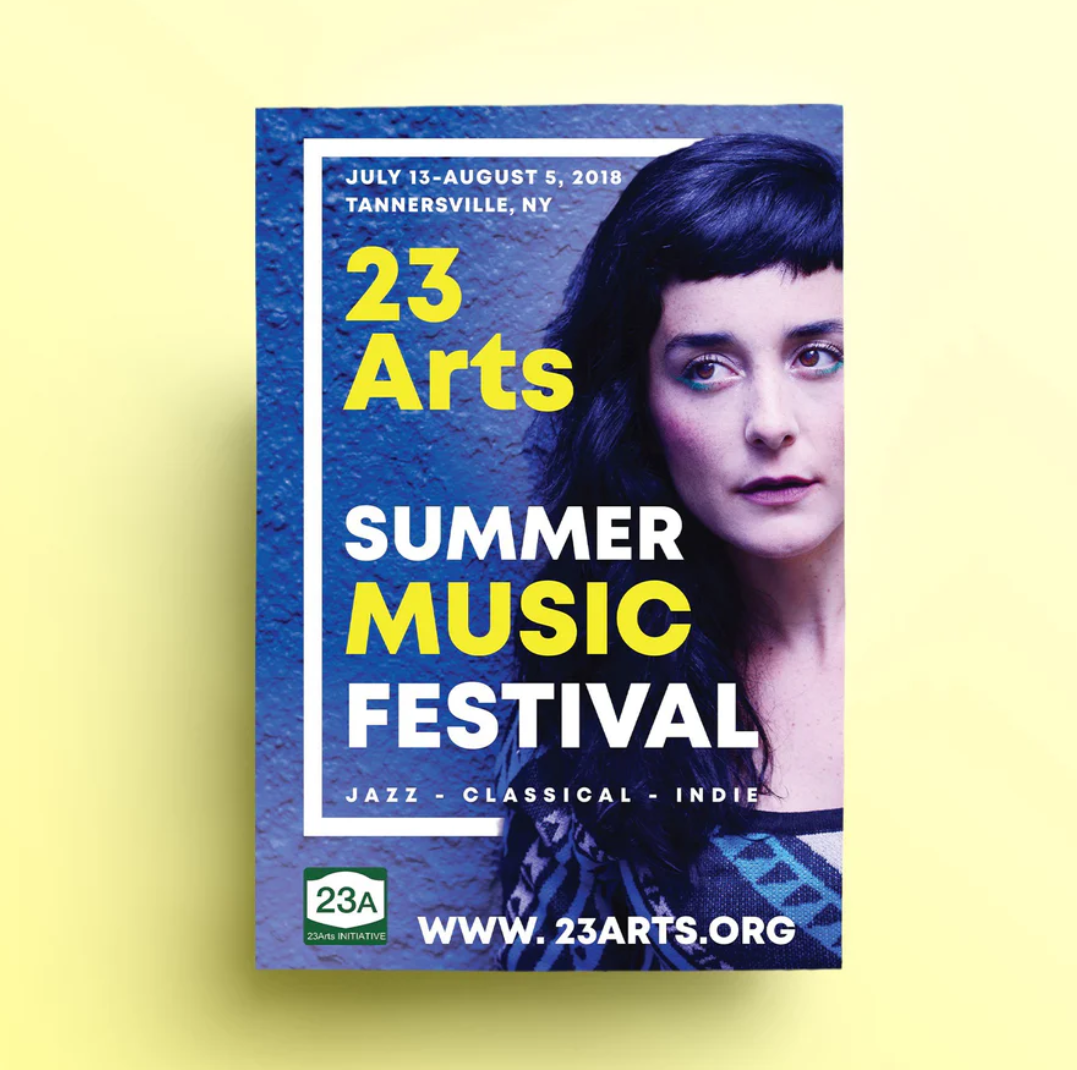 JULY 13-AUGUST 5, 2018
TANNERSVILLE, NY
23
Arts
SUMMER
MUSIC
FESTIVAL
JAZZ - CLASSICAL - INDIE
23A
23Arts INITIATIVE
WWW. 23ARTS.ORG